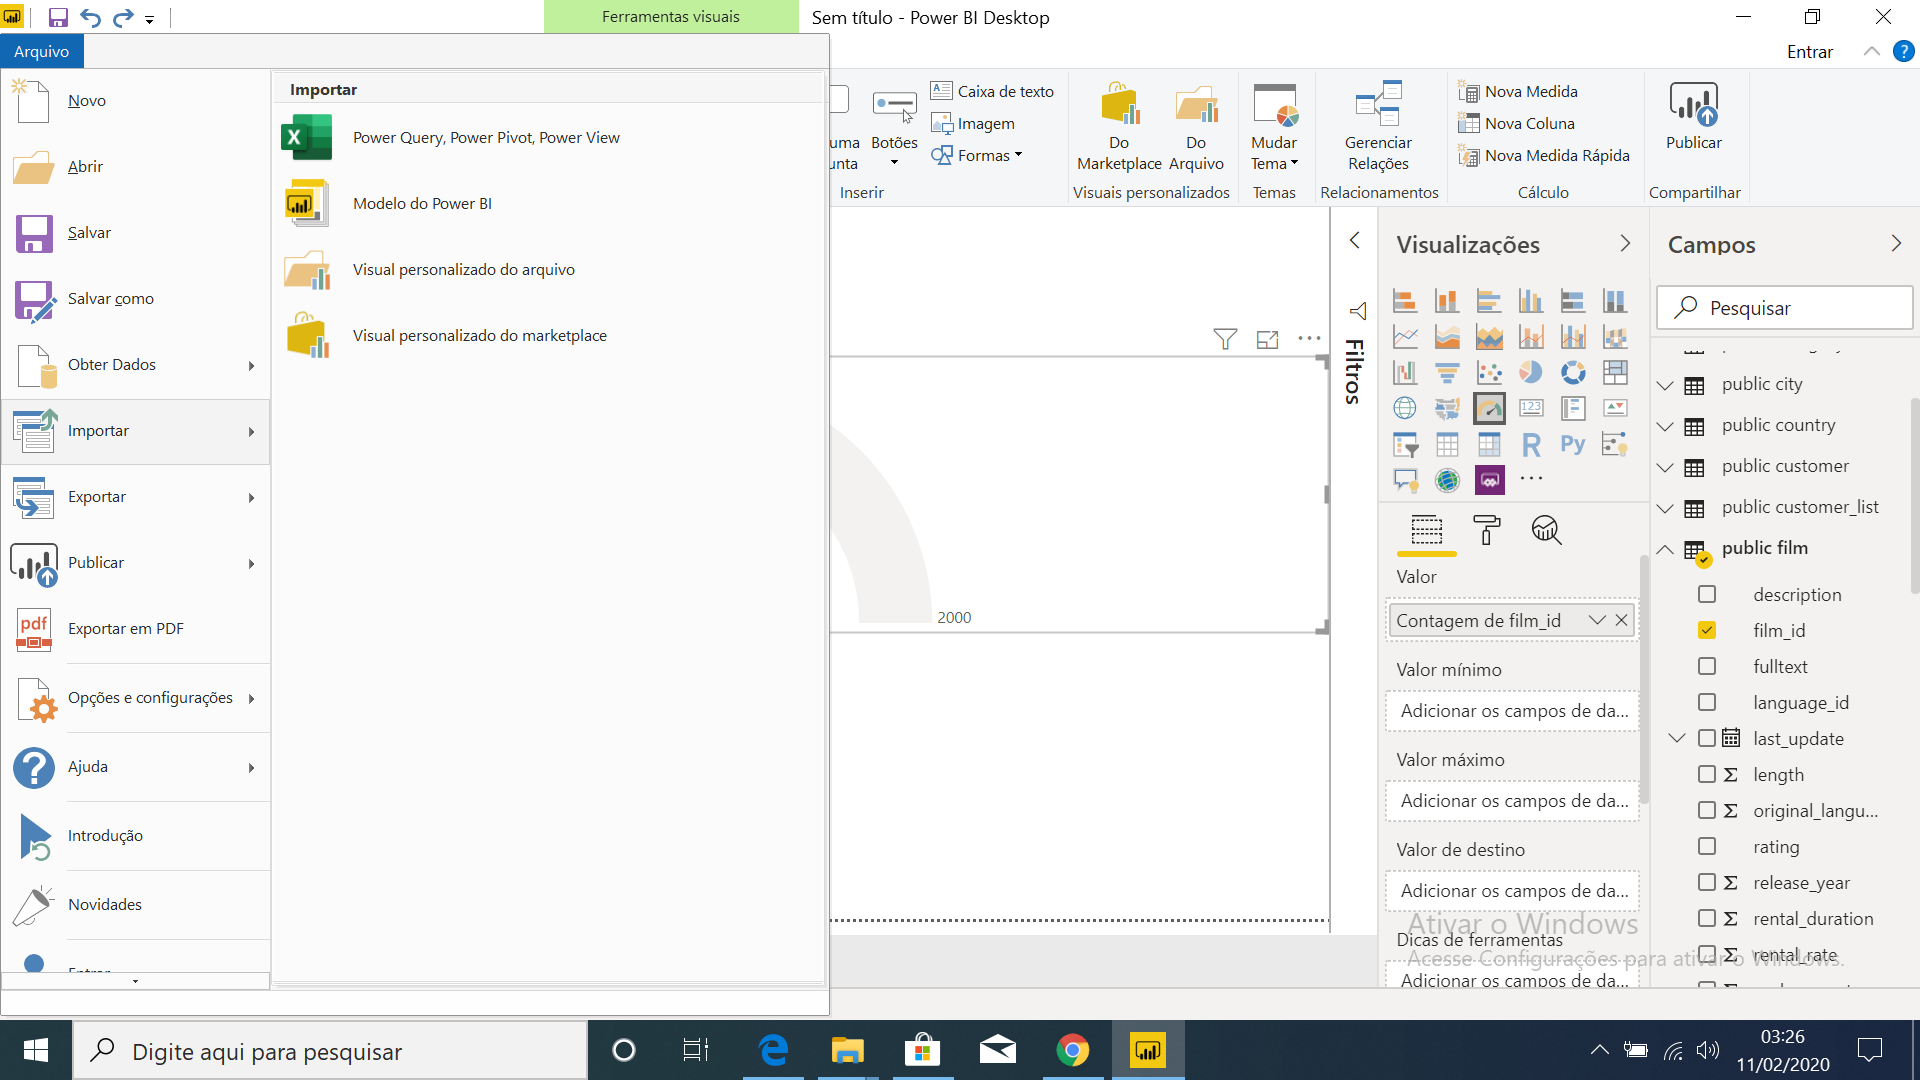 Ferramentas visuais
Sem título - Power BI Desktop
Arquivo
Entrar
?
Novo
Abrir
Salvar
Salvar como
Obter Dados
Importar
Exportar
Publicar
pdf
Exportar em PDF
Opções e configurações
Ajuda
Introdução
Novidades
Importar
Power Query, Power Pivot, Power View
Modelo do Power BI
Visual personalizado do arquivo
Visual personalizado do marketplace
uma
Botões
Caixa de texto
Imagem
Formas
Inserir
Do
Marketplace
Do
Arquivo
Visuais personalizados
Mudar
Tema
Temas
Gerenciar
Relações
Relacionamentos
Nova Medida
Nova Coluna
Nova Medida Rápida
Cálculo
Publicar
Compartilhar
2000
Filtros
Visualizações
123
R
Py
Valor
Contagem de film_id
Valor mínimo
Adicionar os campos de da...
Valor máximo
Adicionar os campos de da...
Valor de destino
Adicionar os campos de da...
Dicas de ferramentas
Adicionar os campos de da...
Campos
Pesquisar
public city
public country
public customer
public customer_list
public film
description
film_id
fulltext
language_id
last_update
length
original_langu...
rating
release_year
rental_duration
rental_rate
Ativar o Windows
Acesse Configurações para ativar o Windows.
Digite aqui para pesquisar
03:26
11/02/2020